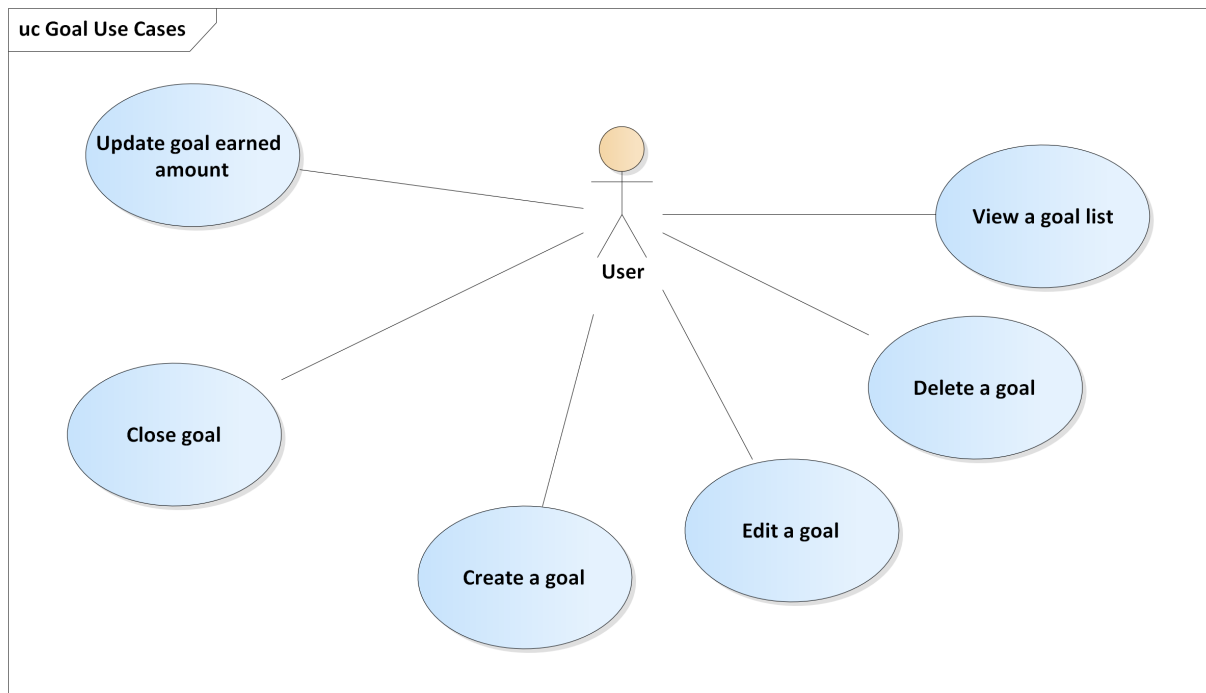 uc Goal Use Cases
Update goal earned
amount
View a goal list
User
Delete a goal
Close goal
Edit a goal
Create a goal